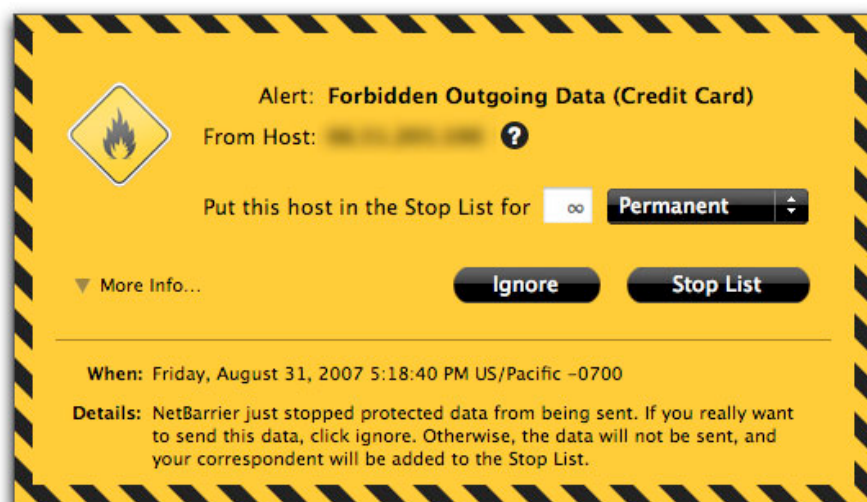 Alert: Forbidden Outgoing Data (Credit Card)
From Host: ?
Put this host in the Stop List for ∞ Permanent
More Info...
Ignore Stop List
When: Friday, August 31, 2007 5:18:40 PM US/Pacific -0700
Details: NetBarrier just stopped protected data from being sent. If you really want
to send this data, click ignore. Otherwise, the data will not be sent, and
your correspondent will be added to the Stop List.